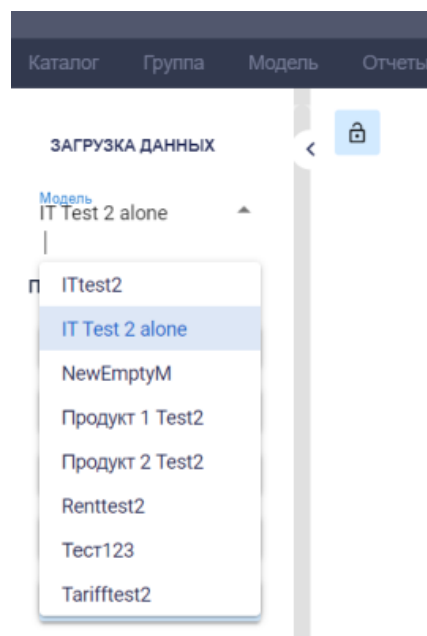 Каталог Группа Модель Отчеты
ЗАГРУЗКА ДАННЫХ
Модель
IT Test 2 alone
П
ITtest2
IT Test 2 alone
NewEmptyM
Продукт 1 Test2
Продукт 2 Test2
Renttest2
Тест123
Tarifftest2